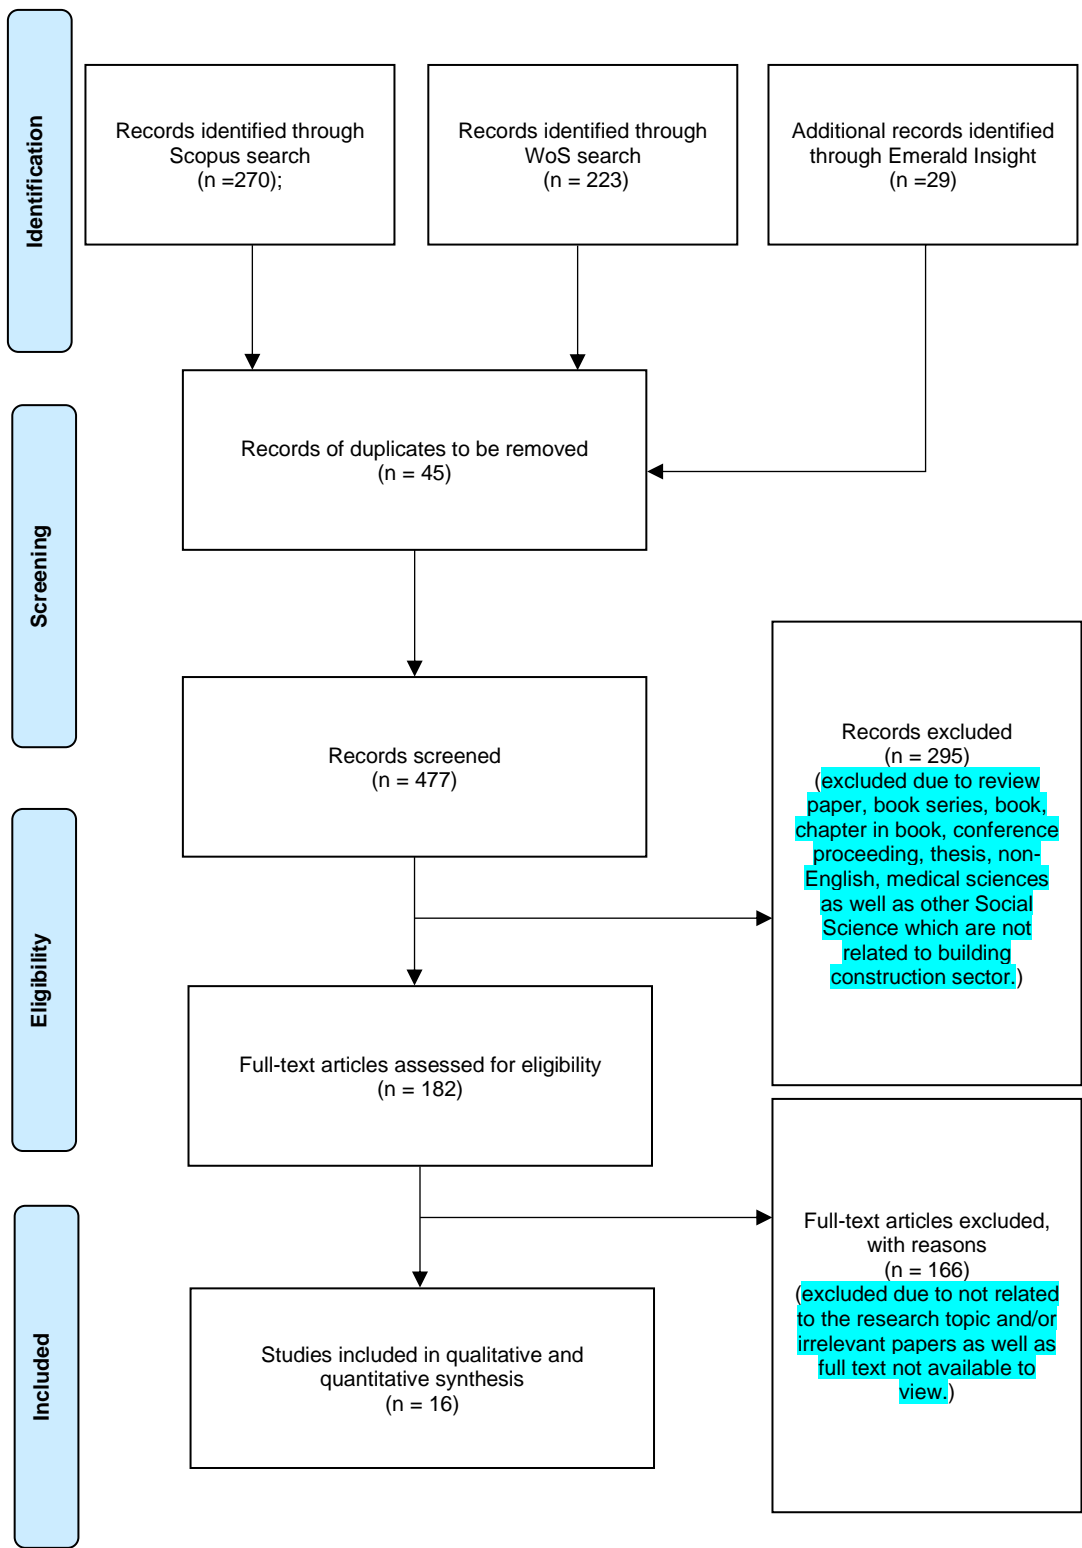 Identification
Records identified through
Scopus search
(n =270);
Records identified through
WoS search
(n = 223)
Additional records identified
through Emerald Insight
(n =29)
Records of duplicates to be removed
(n = 45)
Screening
Records screened
(n = 477)
Records excluded
(n = 295)
(excluded due to review
paper, book series, book,
chapter in book, conference
proceeding, thesis, non-
English, medical sciences
as well as other Social
Science which are not
related to building
construction sector.)
Eligibility
Full-text articles assessed for eligibility
(n = 182)
Full-text articles excluded,
with reasons
(n = 166)
(excluded due to not related
to the research topic and/or
irrelevant papers as well as
full text not available to
view.)
Included
Studies included in qualitative and
quantitative synthesis
(n = 16)